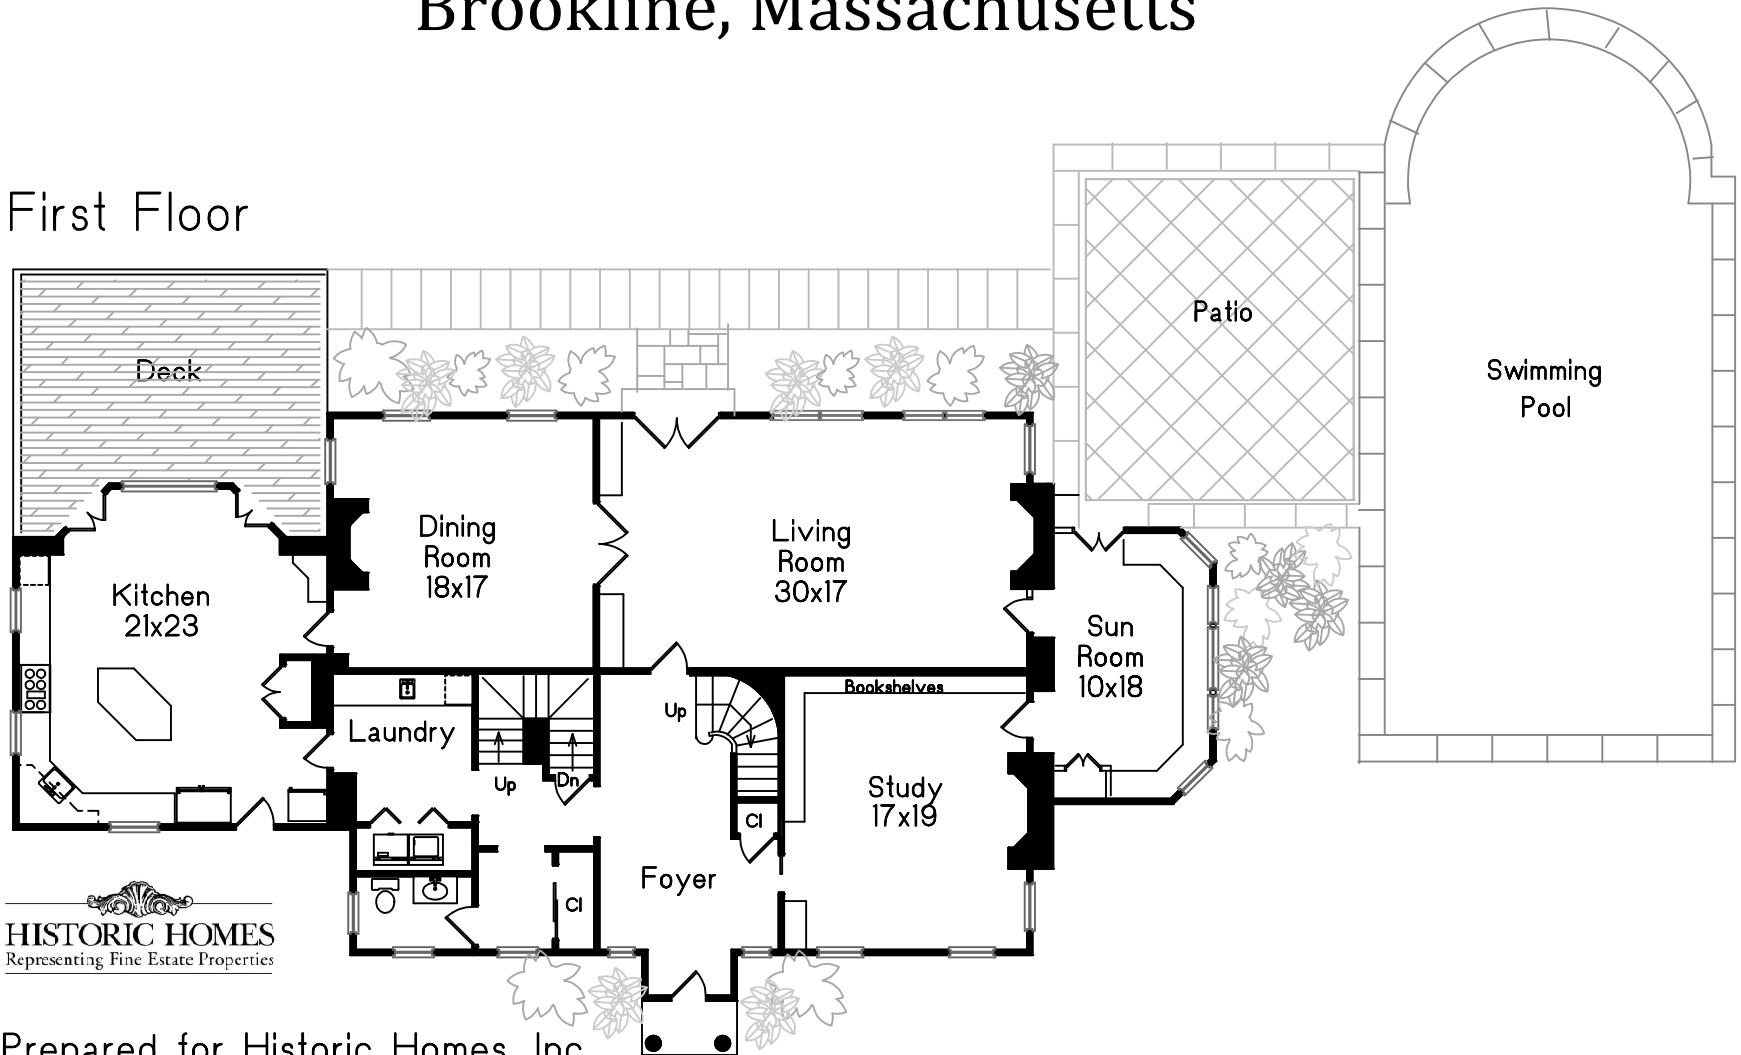 Brookline, Massachusetts
First Floor
Deck
Patio
Swimming
Pool
Dining
Room
18x17
Living
Room
30x17
Kitchen
21x23
Sun
Room
10x18
Bookshelves
Up
Laundry
Up
Dn
Study
17x19
Cl
Foyer
Cl
HISTORIC HOMES
Representing Fine Estate Properties
Prepared for Historic Homes, Inc.